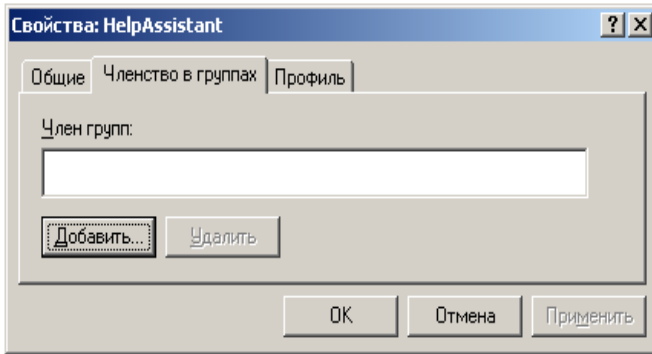 Свойства: HelpAssistant
Общие Членство в группах Профиль
Член групп:
Добавить... Удалить
OK Отмена Применить